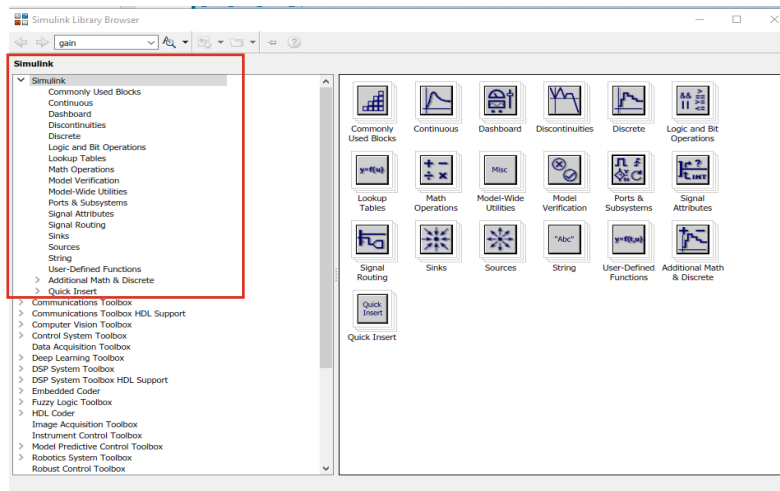 Simulink Library Browser
gain
Simulink
Simulink
Commonly Used Blocks
Continuous
Dashboard
Discontinuities
Discrete
Logic and Bit Operations
Lookup Tables
Math Operations
Model Verification
Model-Wide Utilities
Ports & Subsystems
Signal Attributes
Signal Routing
Sinks
Sources
String
User-Defined Functions
Additional Math & Discrete
Quick Insert
Communications Toolbox
Communications Toolbox HDL Support
Computer Vision Toolbox
Control System Toolbox
Data Acquisition Toolbox
Deep Learning Toolbox
DSP System Toolbox
DSP System Toolbox HDL Support
Embedded Coder
Fuzzy Logic Toolbox
HDL Coder
Image Acquisition Toolbox
Instrument Control Toolbox
Model Predictive Control Toolbox
Robotics System Toolbox
Robust Control Toolbox
Commonly
Used Blocks
Continuous
Dashboard
Discontinuities
Discrete
&& ≥
|| ≤
Logic and Bit
Operations
y=f(u)
Lookup
Tables
+ −
÷ ×
Math
Operations
Misc
Model-Wide
Utilities
Model
Verification
Ports &
Subsystems
?
INT
Signal
Attributes
Signal
Routing
Sinks
Sources
"Abc"
String
y=f(t,u)
User-Defined
Functions
Additional Math
& Discrete
Quick
Insert
Quick Insert